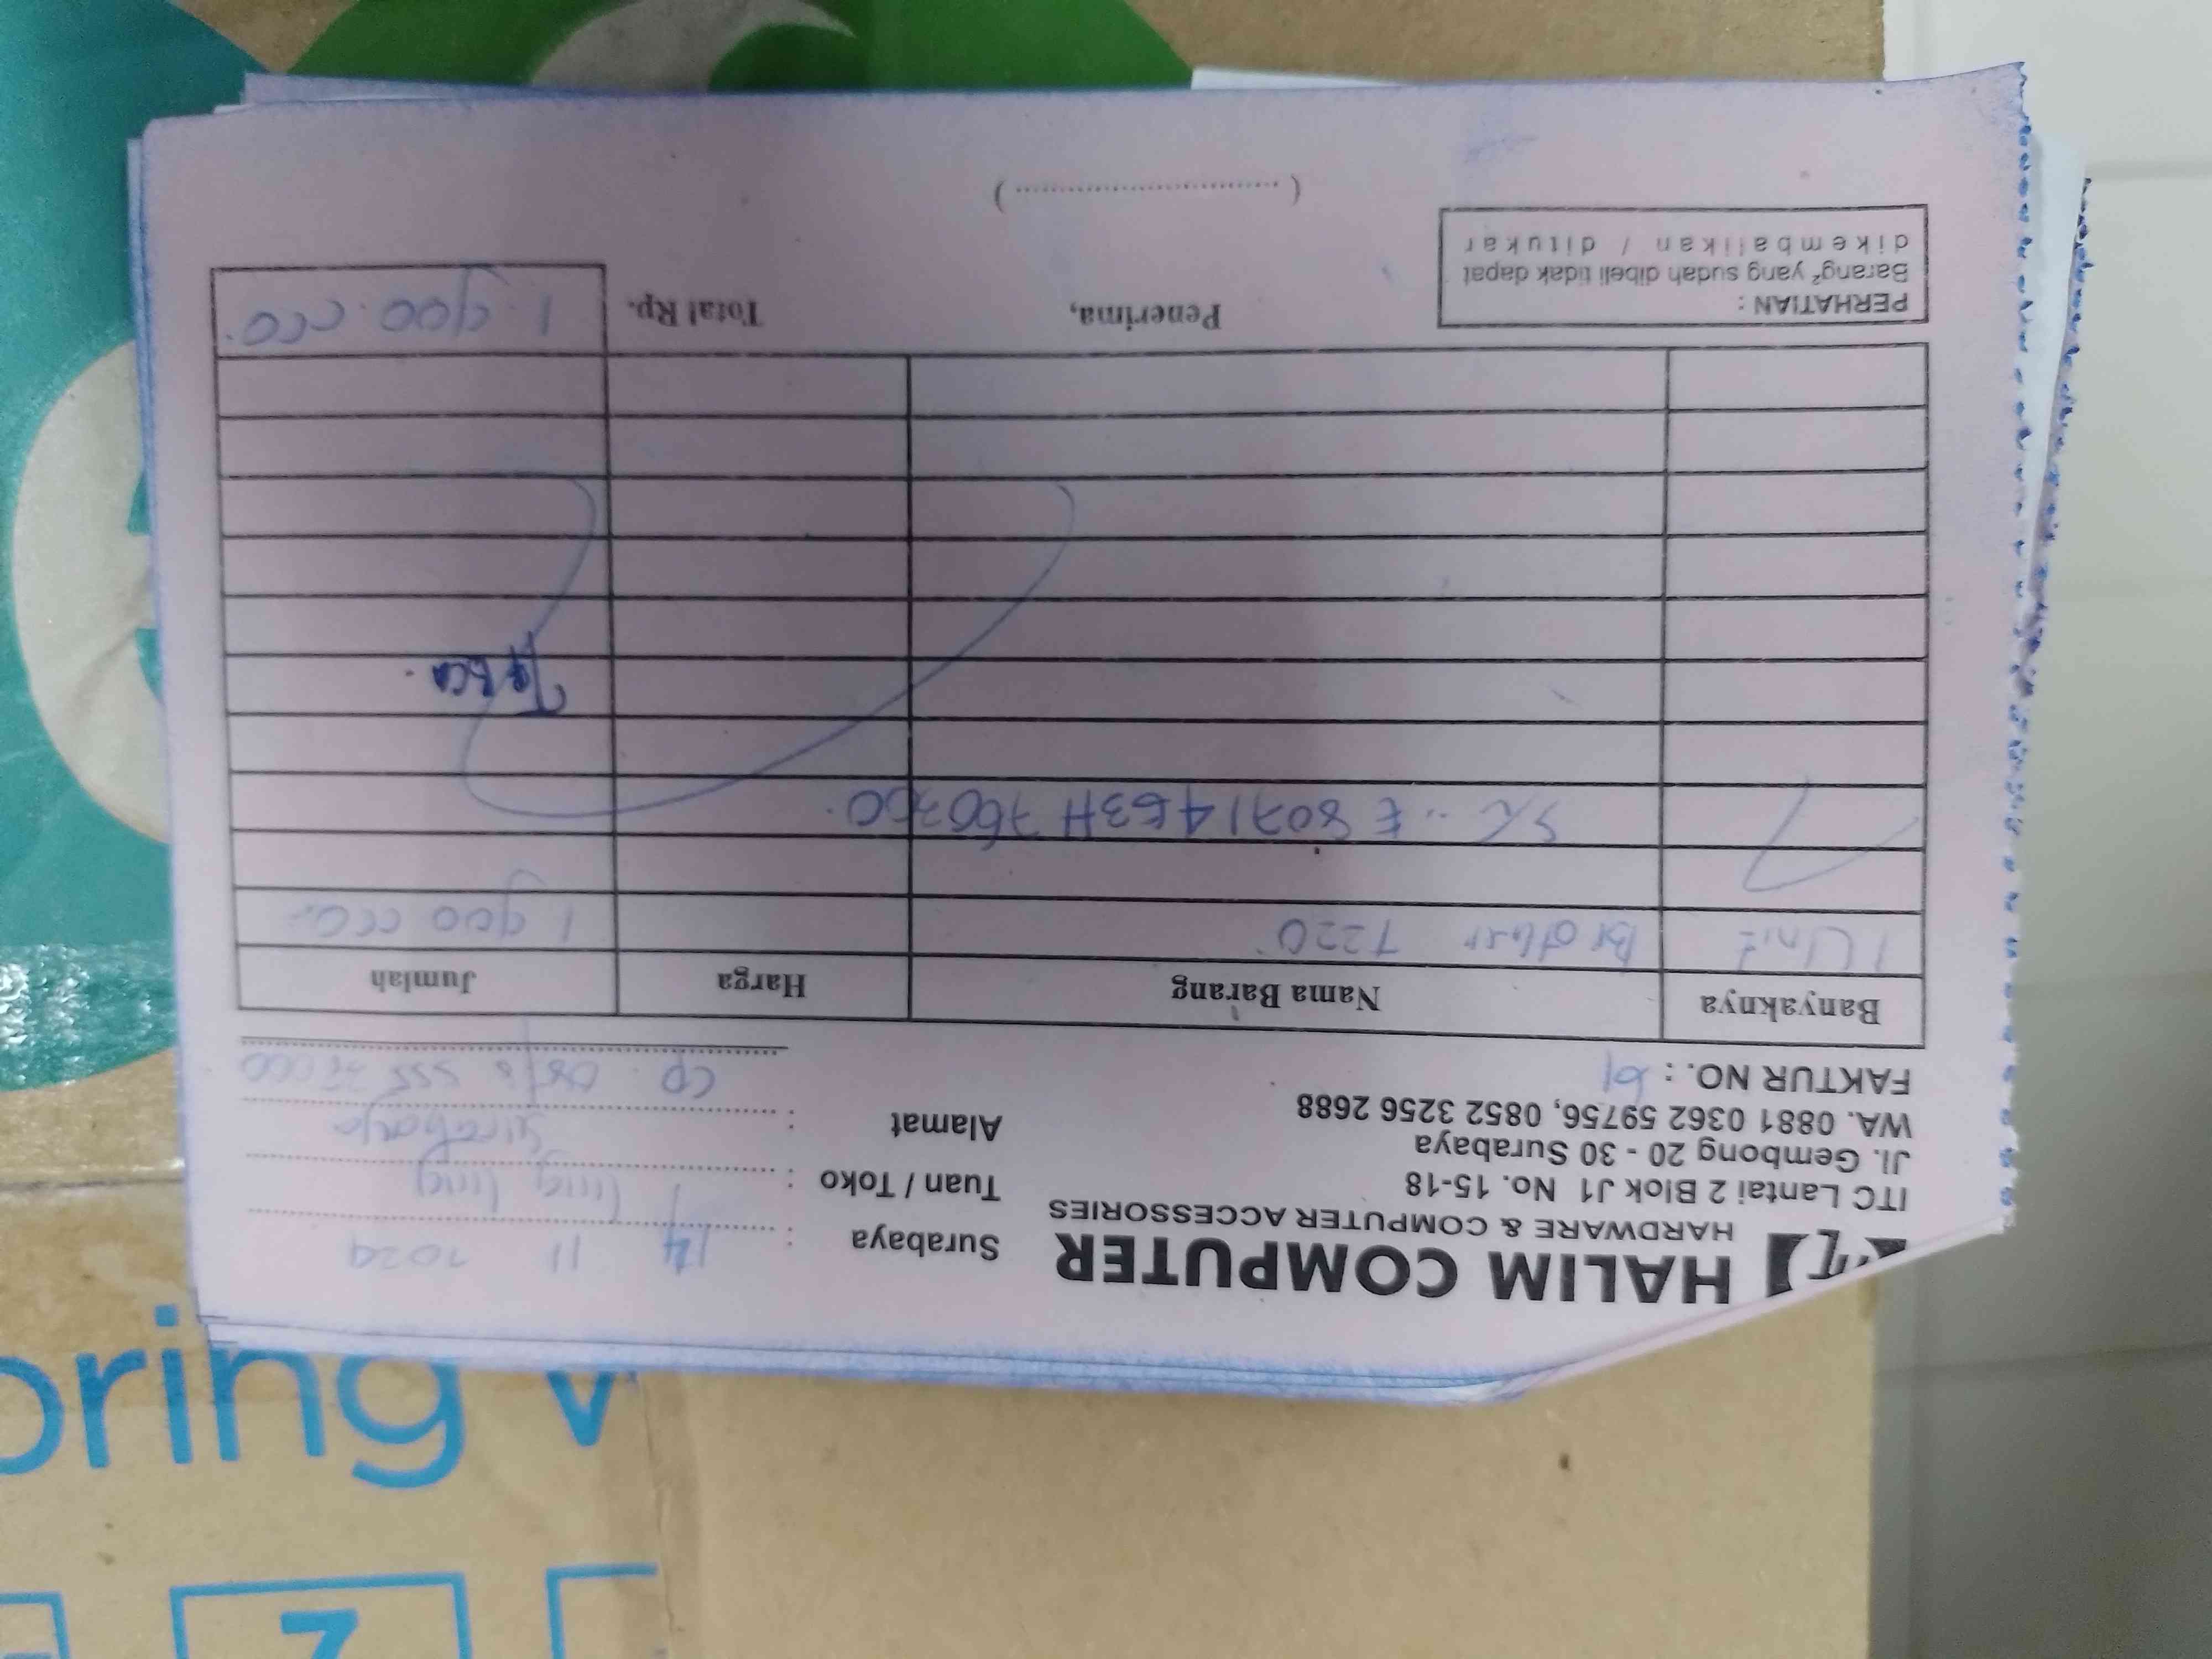 HALIM COMPUTER
HARDWARE & COMPUTER ACCESSORIES
ITC Lantai 2 Blok J1 No. 15-18
Jl. Gembong 20 - 30 Surabaya
WA. 0881 0362 59756, 0852 3256 2688
FAKTUR NO. :
Surabaya : 14 11 2024
Tuan / Toko :
Alamat : Surabaya
Banyaknya Nama Barang Harga Jumlah
1 Unit Brother T220 1.900.000
S/N : E80714E3H760300
Total Rp. 1.900.000
Penerima,
PERHATIAN :
Barang² yang sudah dibeli tidak dapat
dikembalikan / ditukar
oring